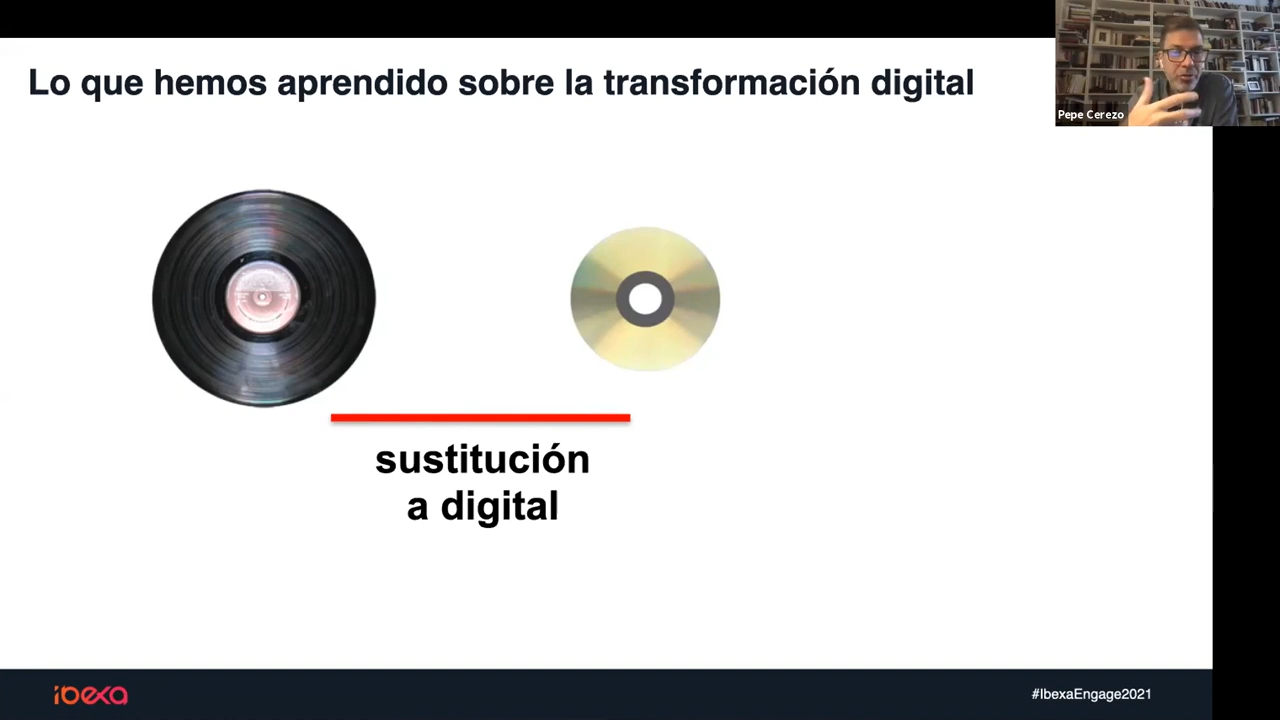 Lo que hemos aprendido sobre la transformación digital
Pepe Cerezo
sustitución
a digital
ibexa
#IbexaEngage2021